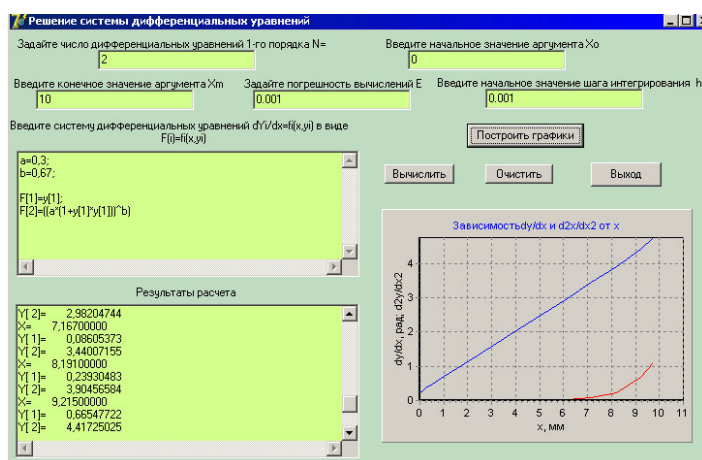 Решение системы дифференциальных уравнений
Задайте число дифференциальных уравнений 1-го порядка N=
2
Введите начальное значение аргумента Xo
0
Введите конечное значение аргумента Xm
10
Задайте погрешность вычислений E
0.001
Введите начальное значение шага интегрирования h
0.001
Введите систему дифференциальных уравнений dYi/dx=fi(x,yi) в виде
F(i)=fi(x,yi)
a=0,3;
b=0,67;
F[1]=y[1];
F[2]=((a*(1+y[1]*y[1]))^b)
Построить графики
Вычислить
Очистить
Выход
Результаты расчета
Y[ 2]= 2,98204744
X= 7,16700000
Y[ 1]= 0,08605373
Y[ 2]= 3,44007155
X= 8,19100000
Y[ 1]= 0,23930483
Y[ 2]= 3,90456584
X= 9,21500000
Y[ 1]= 0,66547722
Y[ 2]= 4,41725025
Зависимостьdy/dx и d2x/dx2 от x
dy/dx, рад; d2y/dx2
4
3
2
1
0
0 1 2 3 4 5 6 7 8 9 10 11
x, мм